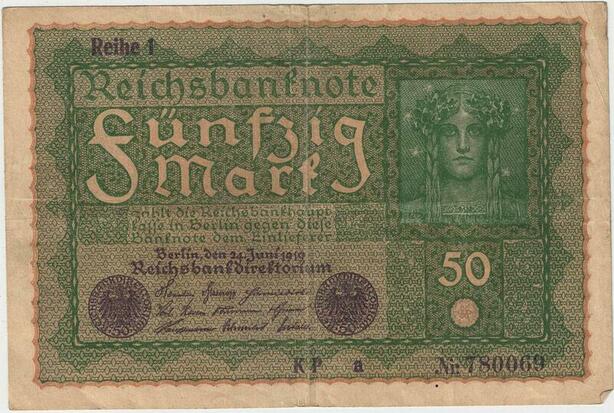 Reihe 1
Reichsbanknote
Fünfzig
Mark
zahlt die Reichsbankhaupt
kasse in Berlin gegen diese
Banknote dem Einlieferer
Berlin, den 24. Juni 1919
Reichsbankdirektorium
50
K P a
Nr. 780069